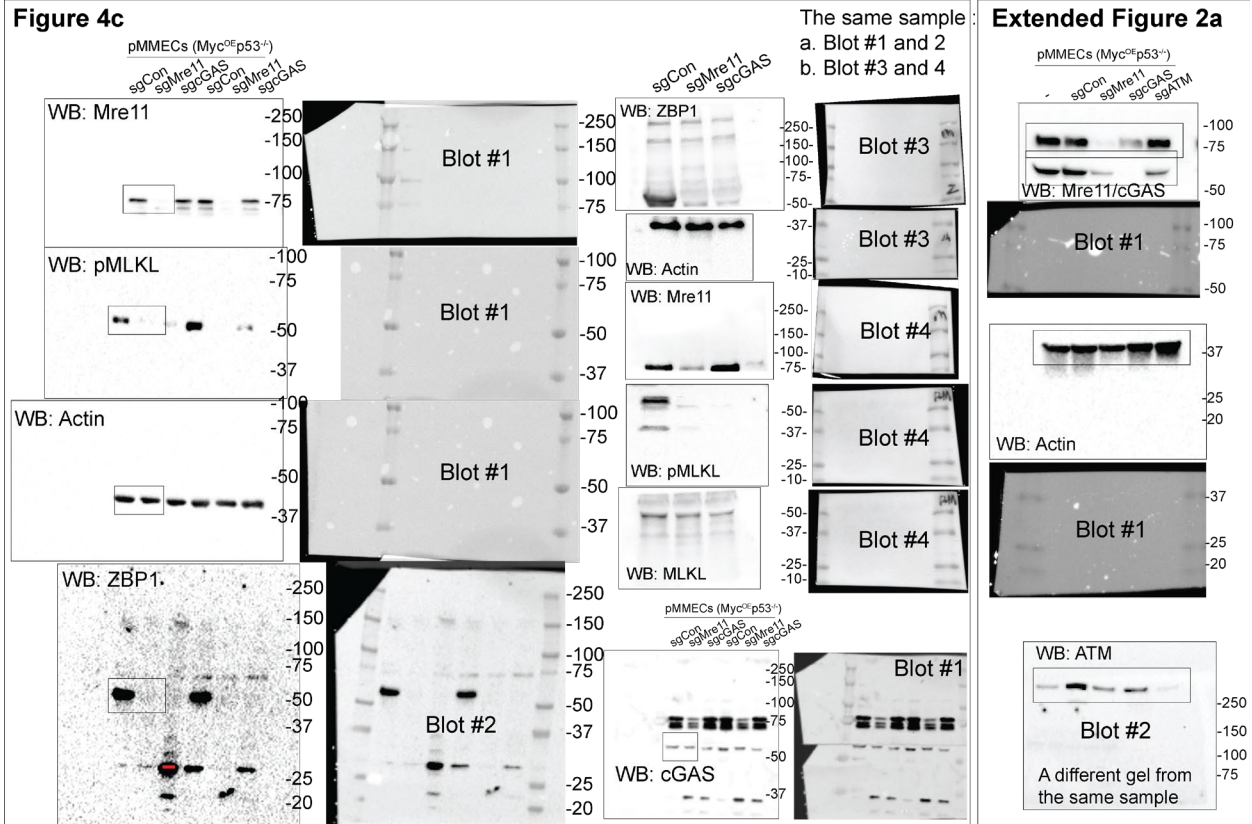 Figure 4c
The same sample :
a. Blot #1 and 2
b. Blot #3 and 4
pMMECs (Myc^OEp53^-/-)
sgCon sgMre11 sgcGAS sgCon sgMre11 sgcGAS
WB: Mre11
-250
-150
-100
-75
Blot #1
-250
-150
-100
-75
WB: pMLKL
-100
-75
-50
-37
Blot #1
-100
-75
-50
-37
WB: Actin
-100
-75
-50
-37
Blot #1
-100
-75
-50
-37
WB: ZBP1
-250
-150
-100
-75
-50
-37
-25
-20
Blot #2
-250
-150
-100
-75
-50
-37
-25
-20
sgCon sgMre11 sgcGAS
WB: ZBP1
250-
150-
100-
75-
50-
Blot #3
WB: Actin
-37-
-25-
-10-
Blot #3
WB: Mre11
-250-
-150-
-100-
-75-
Blot #4
WB: pMLKL
-50-
-37-
-25-
-10-
Blot #4
WB: MLKL
-50-
-37-
-25-
-10-
Blot #4
pMMECs (Myc^OEp53^-/-)
sgCon sgMre11 sgcGAS sgCon sgMre11 sgcGAS
WB: cGAS
-250
-150
-100
-75
-50
-37
Blot #1
Extended Figure 2a
pMMECs (Myc^OEp53^-/-)
- sgCon sgMre11 sgcGAS sgATM
WB: Mre11/cGAS
-100
-75
-50
Blot #1
-100
-75
-50
WB: Actin
-37
-25
-20
Blot #1
-37
-25
-20
WB: ATM
Blot #2
-250
-150
-100
-75
A different gel from
the same sample